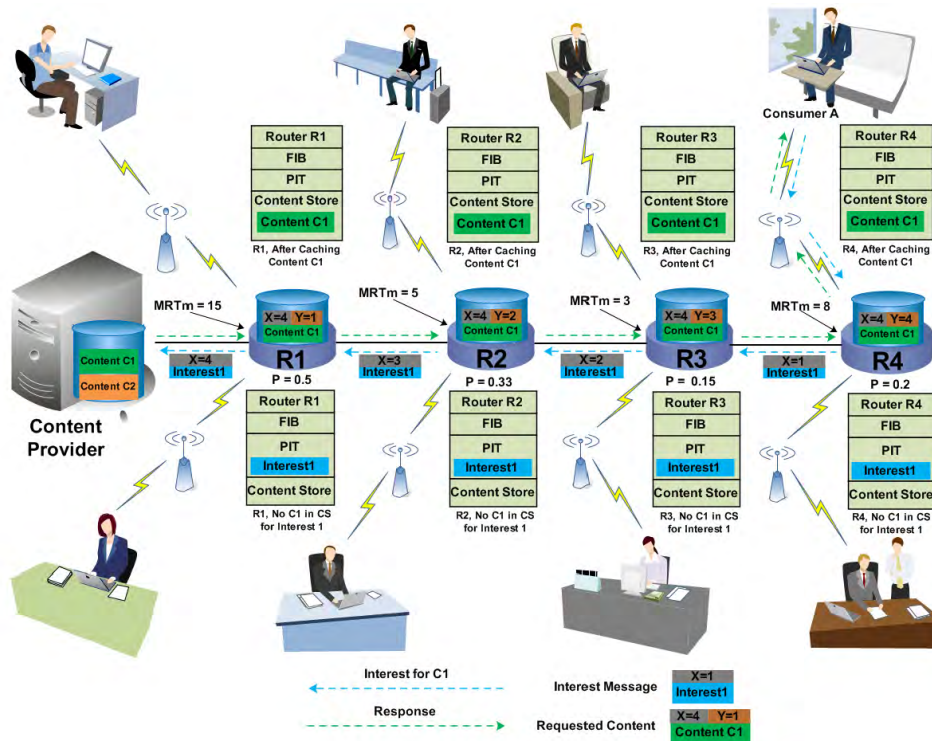 Consumer A
Router R1
FIB
PIT
Content Store
Content C1
R1, After Caching
Content C1
Router R2
FIB
PIT
Content Store
Content C1
R2, After Caching
Content C1
Router R3
FIB
PIT
Content Store
Content C1
R3, After Caching
Content C1
Router R4
FIB
PIT
Content Store
Content C1
R4, After Caching
Content C1
MRTm = 15
MRTm = 5
MRTm = 3
MRTm = 8
X=4 Y=1
Content C1
R1
P = 0.5
X=4 Y=2
Content C1
R2
P = 0.33
X=4 Y=3
Content C1
R3
P = 0.15
X=4 Y=4
Content C1
R4
P = 0.2
Content C1
Content C2
Content
Provider
X=4
Interest1
X=3
Interest1
X=2
Interest1
X=1
Interest1
Router R1
FIB
PIT
Interest1
Content Store
R1, No C1 in CS
for Interest 1
Router R2
FIB
PIT
Interest1
Content Store
R2, No C1 in CS
for Interest 1
Router R3
FIB
PIT
Interest1
Content Store
R3, No C1 in CS
for Interest 1
Router R4
FIB
PIT
Interest1
Content Store
R4, No C1 in CS
for Interest 1
Interest for C1
Interest Message
X=1
Interest1
Response
Requested Content
X=4 Y=1
Content C1